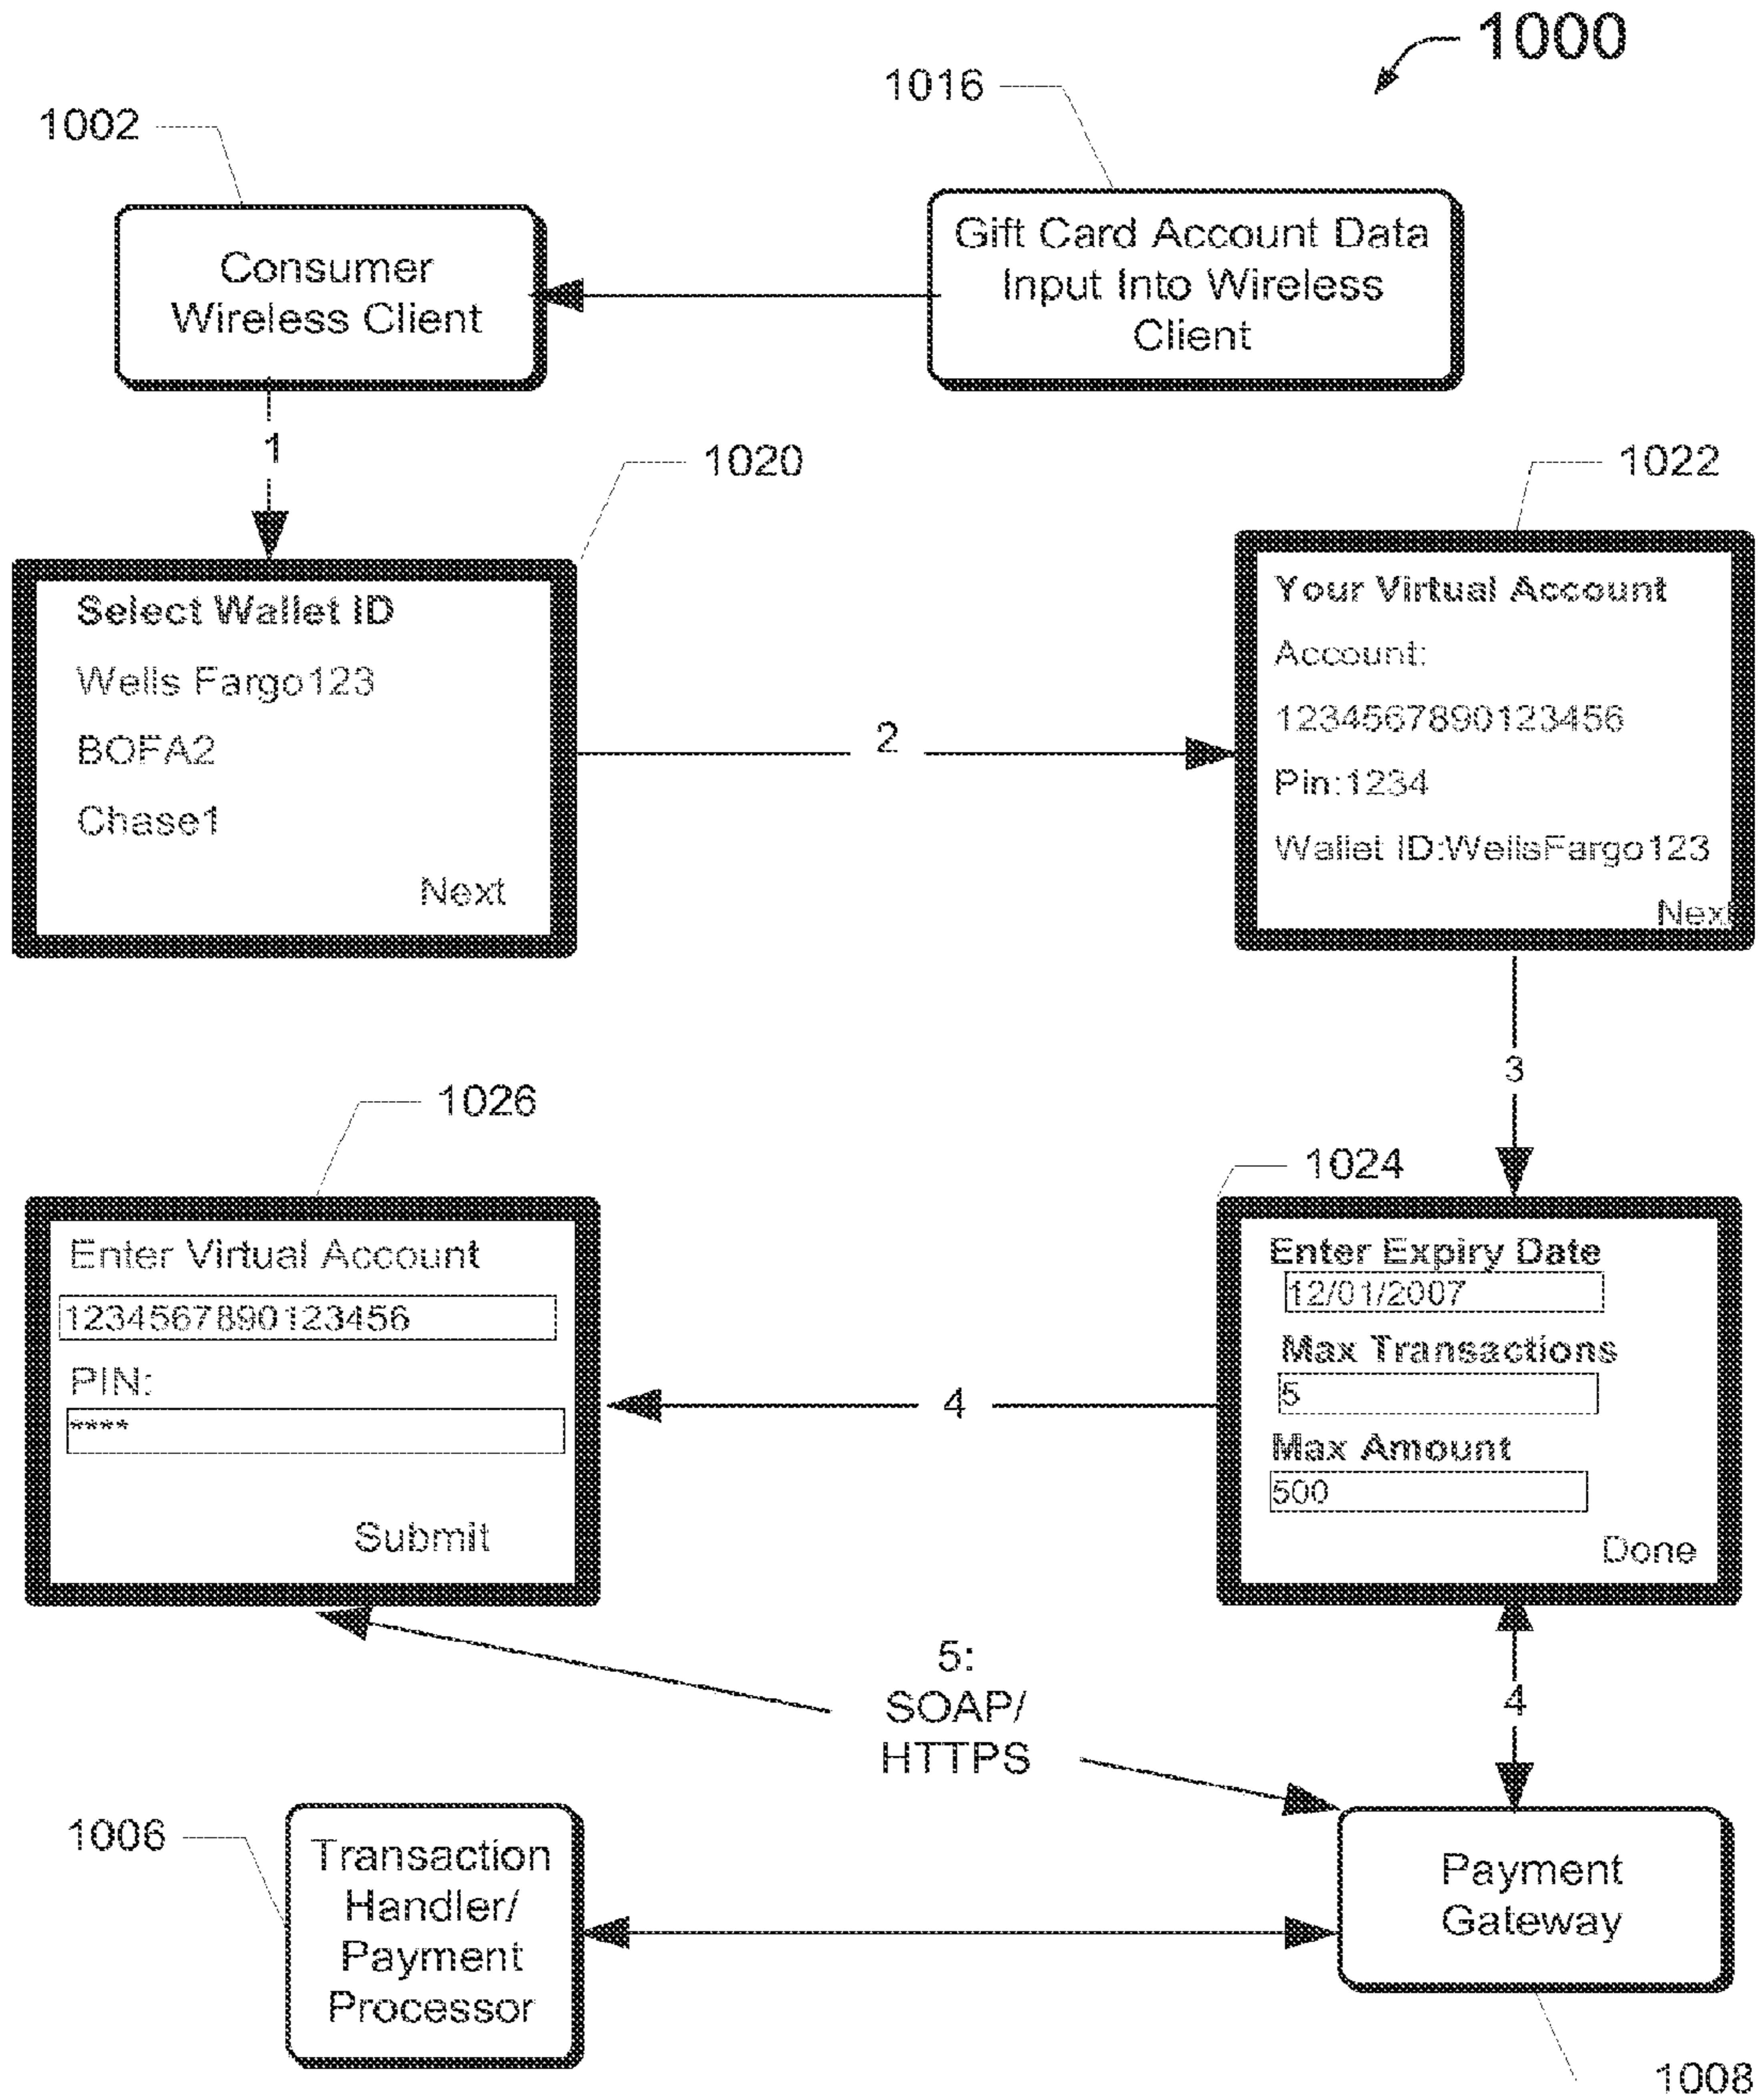 1000
1016
1002
Gift Card Account Data
Input Into Wireless
Client
Consumer
Wireless Client
1
1020
1022
Select Wallet ID
Wells Fargo123
BOFA2
Chase1
Next
2
Your Virtual Account
Account:
1234567890123456
Pin:1234
Wallet ID:WellsFargo123
Next
3
1026
1024
Enter Virtual Account
1234567890123456
PIN:
****
Submit
4
Enter Expiry Date
12/01/2007
Max Transactions
5
Max Amount
500
Done
5:
SOAP/
HTTPS
4
1006
Transaction
Handler/
Payment
Processor
Payment
Gateway
1008